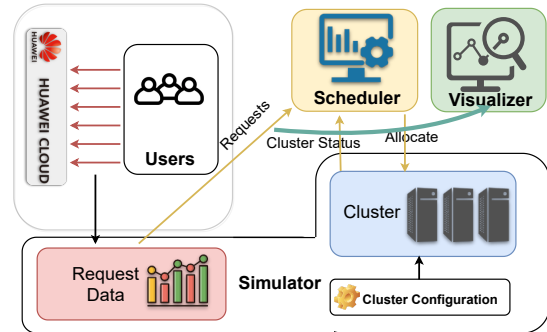 HUAWEI
HUAWEI CLOUD
Users
Requests
Scheduler
Visualizer
Cluster Status
Allocate
Cluster
Request
Data
Simulator
Cluster Configuration